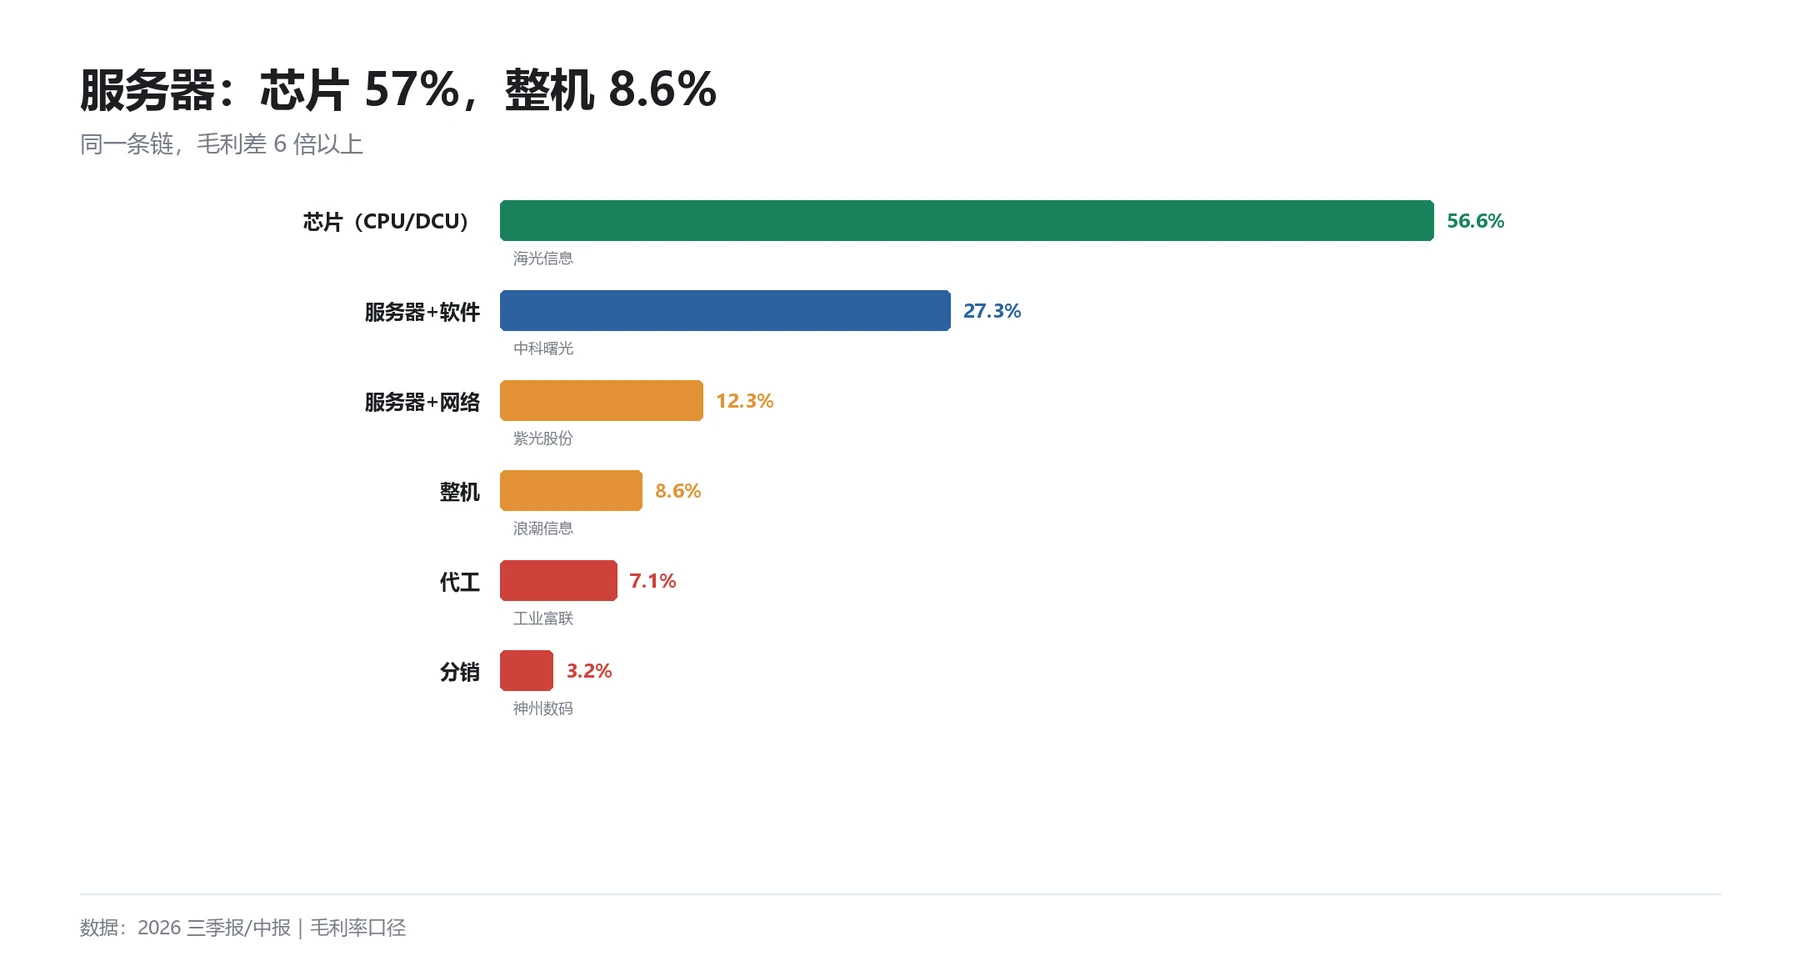 服务器：芯片 57%，整机 8.6%
同一条链，毛利差 6 倍以上
芯片（CPU/DCU） 56.6%
海光信息
服务器+软件 27.3%
中科曙光
服务器+网络 12.3%
紫光股份
整机 8.6%
浪潮信息
代工 7.1%
工业富联
分销 3.2%
神州数码
数据：2026 三季报/中报 | 毛利率口径